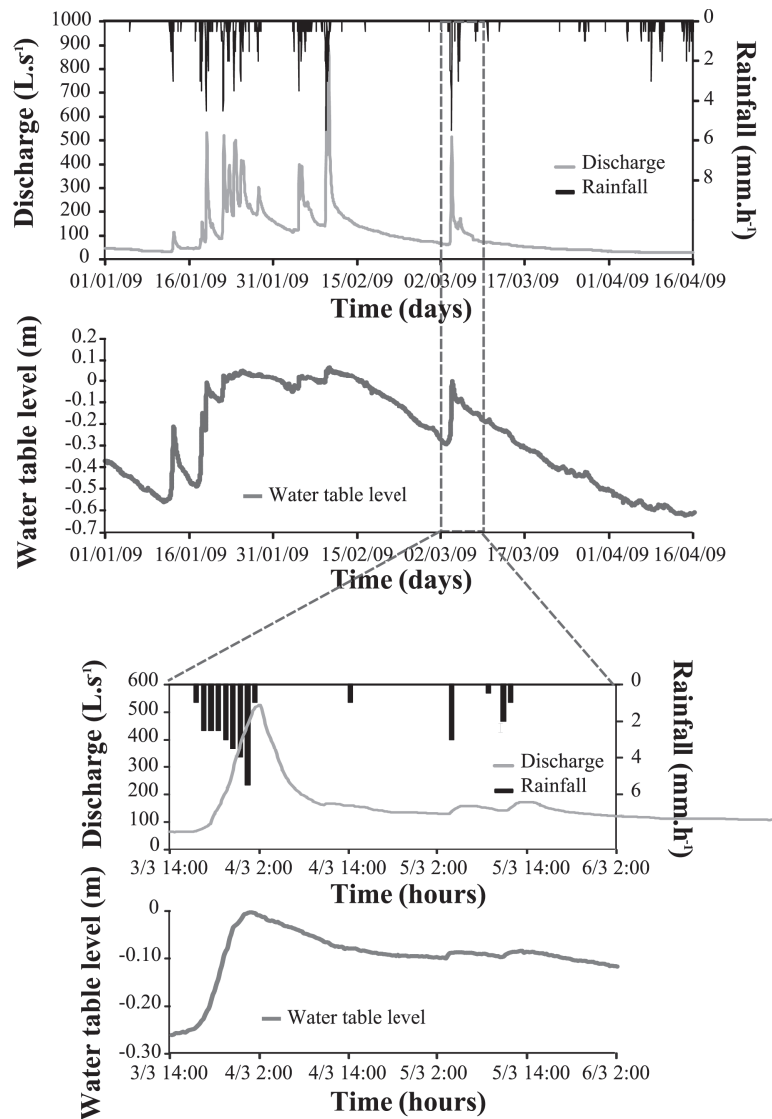 Discharge (L.s⁻¹)
1000
900
800
700
600
500
400
300
200
100
0
Rainfall (mm.h⁻¹)
0
2
4
6
8
Discharge
Rainfall
01/01/09 16/01/09 31/01/09 15/02/09 02/03/09 17/03/09 01/04/09 16/04/09
Time (days)
Water table level (m)
0.2
0.1
0
-0.1
-0.2
-0.3
-0.4
-0.5
-0.6
-0.7
Water table level
01/01/09 16/01/09 31/01/09 15/02/09 02/03/09 17/03/09 01/04/09 16/04/09
Time (days)
Discharge (L.s¹)
600
500
400
300
200
100
0
Rainfall (mm.h⁻¹)
0
2
4
6
Discharge
Rainfall
3/3 14:00 4/3 2:00 4/3 14:00 5/3 2:00 5/3 14:00 6/3 2:00
Time (hours)
Water table level (m)
0
-0.10
-0.20
-0.30
Water table level
3/3 14:00 4/3 2:00 4/3 14:00 5/3 2:00 5/3 14:00 6/3 2:00
Time (hours)